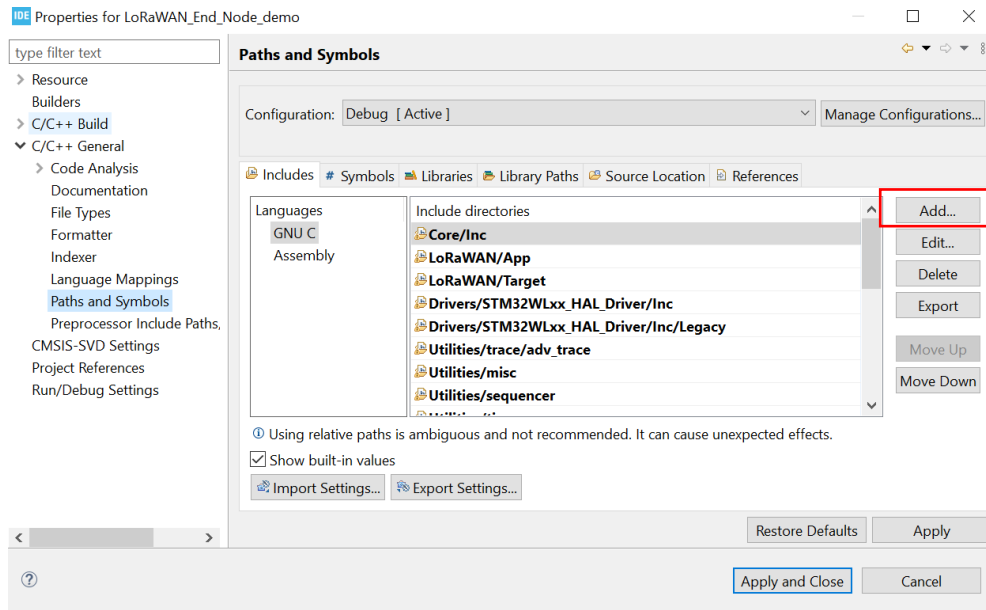 IDE Properties for LoRaWAN_End_Node_demo
type filter text
Resource
Builders
C/C++ Build
C/C++ General
Code Analysis
Documentation
File Types
Formatter
Indexer
Language Mappings
Paths and Symbols
Preprocessor Include Paths,
CMSIS-SVD Settings
Project References
Run/Debug Settings
Paths and Symbols
Configuration: Debug [ Active ] Manage Configurations...
Includes # Symbols Libraries Library Paths Source Location References
Languages
GNU C
Assembly
Include directories
Core/Inc
LoRaWAN/App
LoRaWAN/Target
Drivers/STM32WLxx_HAL_Driver/Inc
Drivers/STM32WLxx_HAL_Driver/Inc/Legacy
Utilities/trace/adv_trace
Utilities/misc
Utilities/sequencer
Add...
Edit...
Delete
Export
Move Up
Move Down
Using relative paths is ambiguous and not recommended. It can cause unexpected effects.
Show built-in values
Import Settings... Export Settings...
Restore Defaults Apply
? Apply and Close Cancel